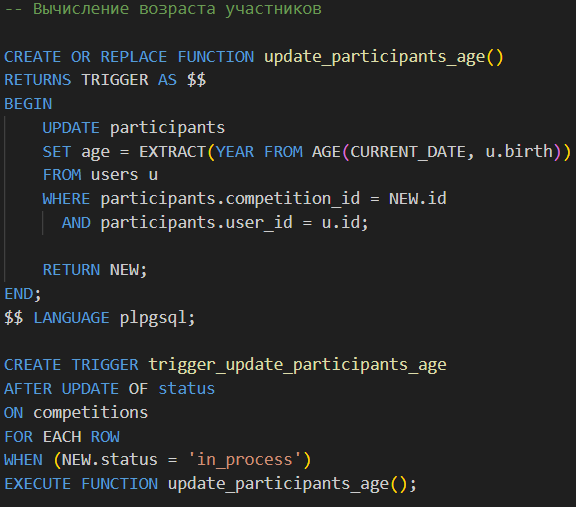 -- Вычисление возраста участников
CREATE OR REPLACE FUNCTION update_participants_age()
RETURNS TRIGGER AS $$
BEGIN
    UPDATE participants
    SET age = EXTRACT(YEAR FROM AGE(CURRENT_DATE, u.birth))
    FROM users u
    WHERE participants.competition_id = NEW.id
      AND participants.user_id = u.id;
    RETURN NEW;
END;
$$ LANGUAGE plpgsql;
CREATE TRIGGER trigger_update_participants_age
AFTER UPDATE OF status
ON competitions
FOR EACH ROW
WHEN (NEW.status = 'in_process')
EXECUTE FUNCTION update_participants_age();